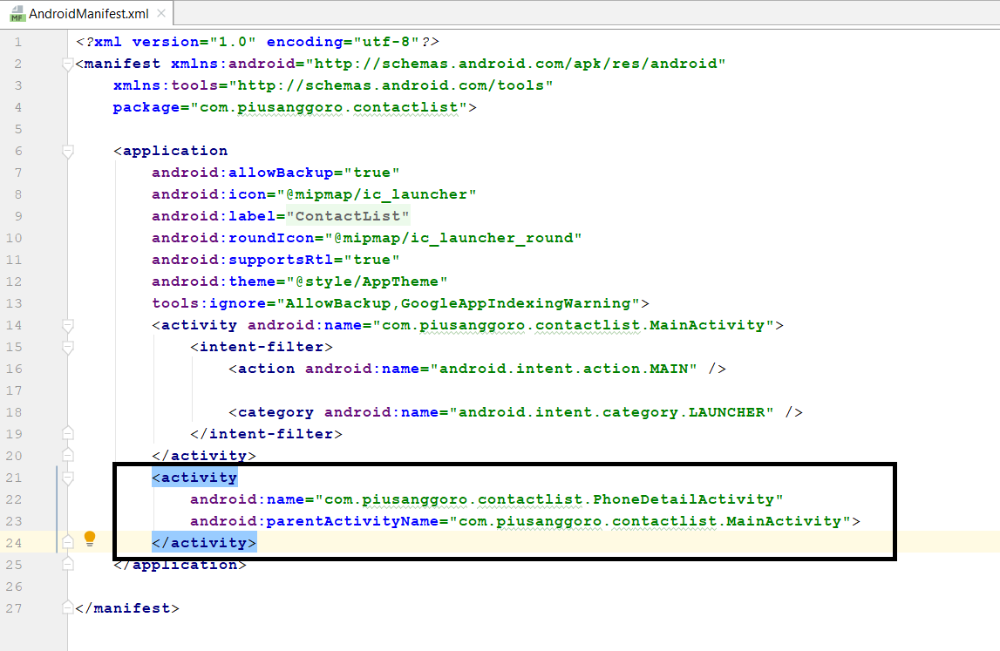 MF AndroidManifest.xml
1 <?xml version="1.0" encoding="utf-8"?>
2 <manifest xmlns:android="http://schemas.android.com/apk/res/android"
3 xmlns:tools="http://schemas.android.com/tools"
4 package="com.piusanggoro.contactlist">
5
6 <application
7 android:allowBackup="true"
8 android:icon="@mipmap/ic_launcher"
9 android:label="ContactList"
10 android:roundIcon="@mipmap/ic_launcher_round"
11 android:supportsRtl="true"
12 android:theme="@style/AppTheme"
13 tools:ignore="AllowBackup,GoogleAppIndexingWarning">
14 <activity android:name="com.piusanggoro.contactlist.MainActivity">
15 <intent-filter>
16 <action android:name="android.intent.action.MAIN" />
17
18 <category android:name="android.intent.category.LAUNCHER" />
19 </intent-filter>
20 </activity>
21 <activity
22 android:name="com.piusanggoro.contactlist.PhoneDetailActivity"
23 android:parentActivityName="com.piusanggoro.contactlist.MainActivity">
24 </activity>
25 </application>
26
27 </manifest>